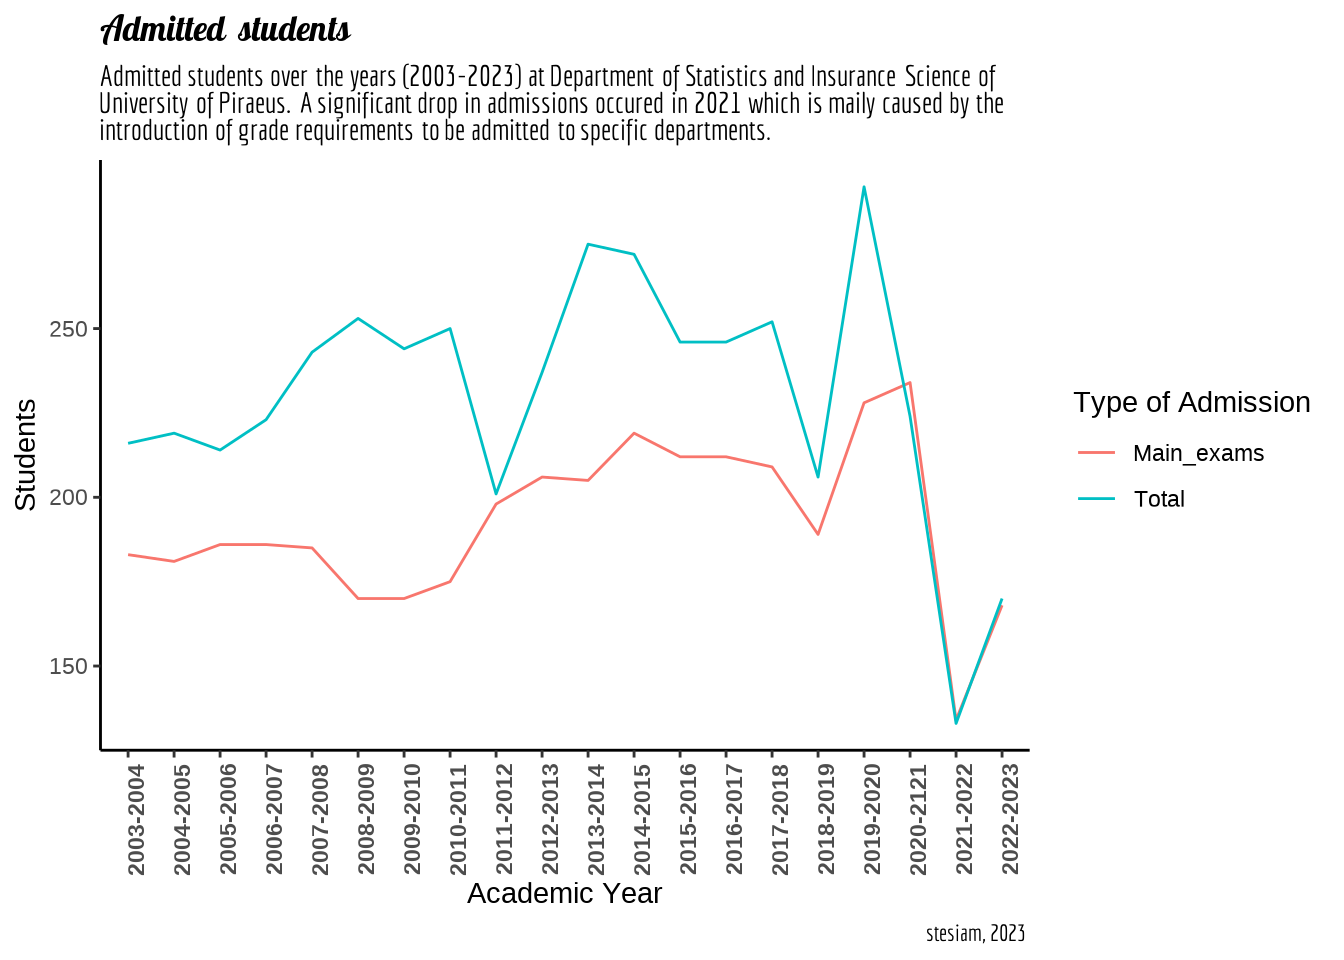 Admitted students
Admitted students over the years (2003-2023) at Department of Statistics and Insurance Science of
University of Piraeus. A significant drop in admissions occured in 2021 which is maily caused by the
introduction of grade requirements to be admitted to specific departments.
250
200
150
Students
2003-2004
2004-2005
2005-2006
2006-2007
2007-2008
2008-2009
2009-2010
2010-2011
2011-2012
2012-2013
2013-2014
2014-2015
2015-2016
2016-2017
2017-2018
2018-2019
2019-2020
2020-2121
2021-2022
2022-2023
Academic Year
Type of Admission
Main_exams
Total
stesiam, 2023